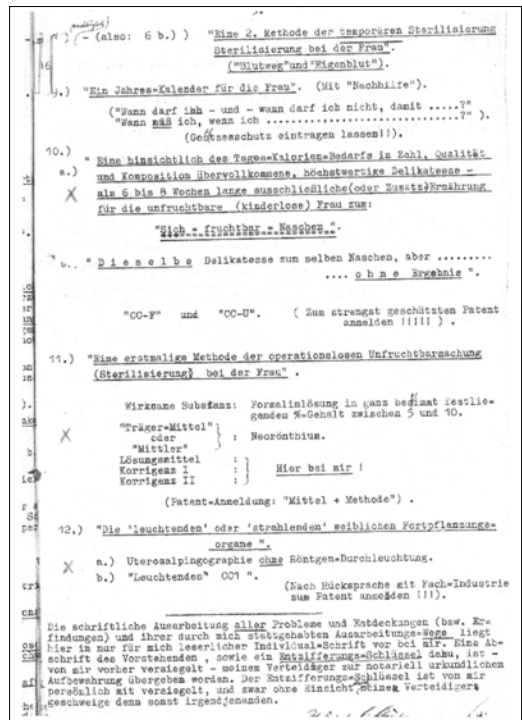 (- (also: 6 b.) ) "Eine 2. Methode der temporären Sterilisierung
Sterilisierung bei der Frau".
("Blutweg"und"Eigenblut").
9.) "Ein Jahres-Kalender für die Frau". (Mit "Nachhilfe").
("Wann darf ihh - und - wann darf ich nicht, damit .....?"
"Wann muß ich, wenn ich ...................................?" ).
(Gesetzesschutz eintragen lassen!!).
10.)
" Eine hinsichtlich des Tages=Kalorien=Bedarfs in Zahl, Qualität
a.) und Komposition übervollkommene, höchstwertige Delikatesse -
X als 6 bis 8 Wochen lange ausschließliche(oder Zusatz)Ernährung
für die unfruchtbare (kinderlose) Frau zum:
"Sich = fruchtbar = Naschen ".
b.. " D i e s e l b e Delikatesse zum selben Naschen, aber .........
.... o h n e Ergebnis ".
"CC-F" und "CC-U". ( Zum strengst geschützten Patent
anmelden !!!!! ) .
11.) "Eine erstmalige Methode der operationslosen Unfruchtbarmachung
(Sterilisierung) bei der Frau" .
Wirksame Substanz: Formalinlösung in ganz bestimmt festlie=
genden %=Gehalt zwischen 5 und 10.
X "Träger=Mittel"
oder : Neorönthium.
"Mittler"
Lösungsmittel :
Korrigenz I : Hier bei mir !
Korrigenz II :
(Patent=Anmeldung: "Mittel + Methode") .
12.) "Die 'leuchtenden' oder 'strahlenden' weiblichen Fortpflanzungs=
organe ".
X a.) Uterosalpingographie ohne Röntgen=Durchleuchtung.
b.) "Leuchtendes" CC1 ".
(Nach Rücksprache mit Fach=Industrie
zum Patent anmelden !!!).
Die schriftliche Ausarbeitung aller Probleme und Entdeckungen (bzw. Er=
findungen) und ihrer durch mich stattgehabten Ausarbeitungs=Wege liegt
hier in nur für mich leserlicher Individual=Schrift vor bei mir. Eine Ab=
schrift des Vorstehenden , sowie ein Entzifferungs=Schlüssel dazu, ist -
von mir vorher versiegelt - meinem Verteidiger zur notariell urkundlichen
Aufbewahrung übergeben worden. Der Entzifferungs=Schlüssel ist von mir
persönlich mit versiegelt, und zwar ohne Einsicht meines Verteidigers
geschweige denn sonst irgendjemanden.